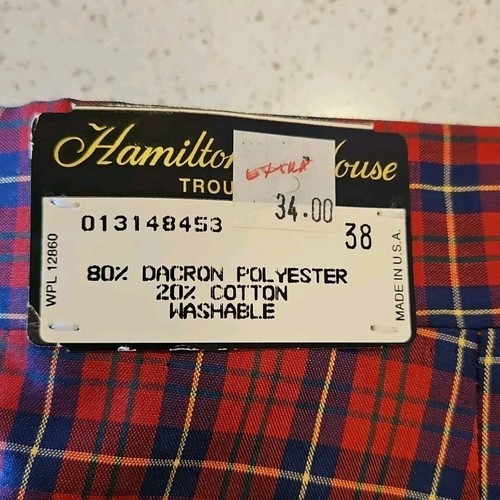 Hamilton House
TROU
EXTRA
34.00
013148453
38
WPL 12860
80% DACRON POLYESTER
20% COTTON
WASHABLE
MADE IN U.S.A.